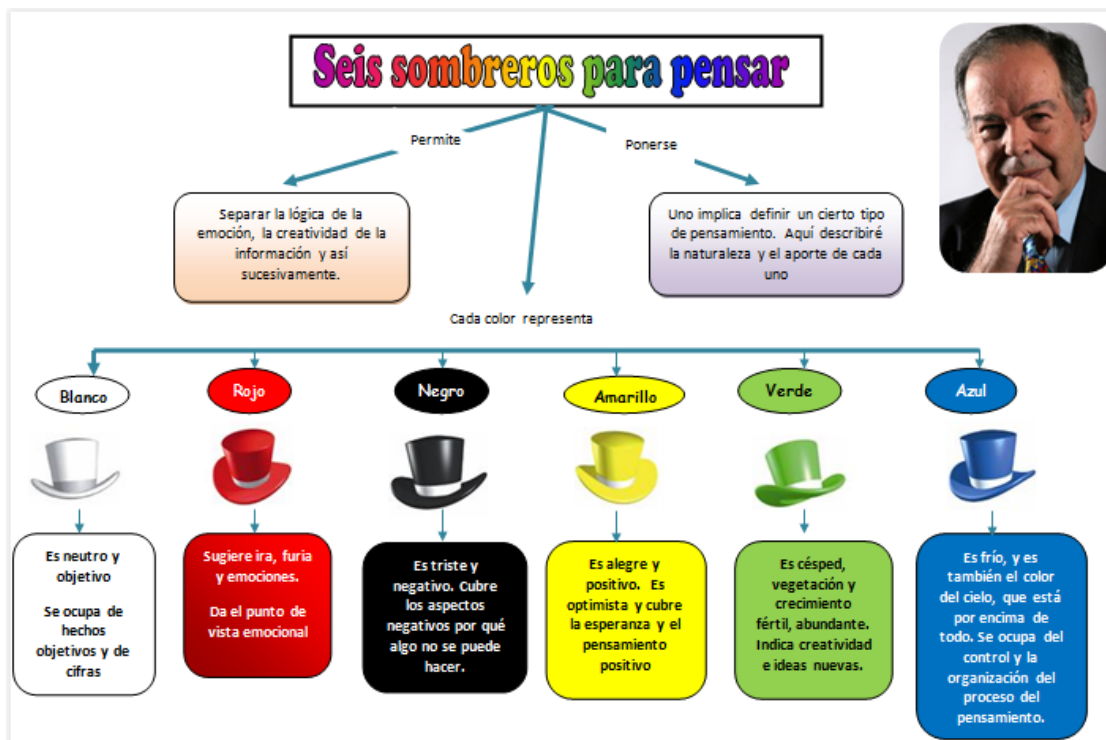 Seis sombreros para pensar
Permite
Ponerse
Separar la lógica de la
emoción, la creatividad de la
información y así
sucesivamente.
Uno implica definir un cierto tipo
de pensamiento. Aquí describiré
la naturaleza y el aporte de cada
uno
Cada color representa
Blanco
Rojo
Negro
Amarillo
Verde
Azul
Es neutro y
objetivo
Se ocupa de
hechos
objetivos y de
cifras
Sugiere ira, furia
y emociones.
Da el punto de
vista emocional
Es triste y
negativo. Cubre
los aspectos
negativos por qué
algo no se puede
hacer.
Es alegre y
positivo. Es
optimista y cubre
la esperanza y el
pensamiento
positivo
Es césped,
vegetación y
crecimiento
fértil, abundante.
Indica creatividad
e ideas nuevas.
Es frío, y es
también el color
del cielo, que está
por encima de
todo. Se ocupa del
control y la
organización del
proceso del
pensamiento.